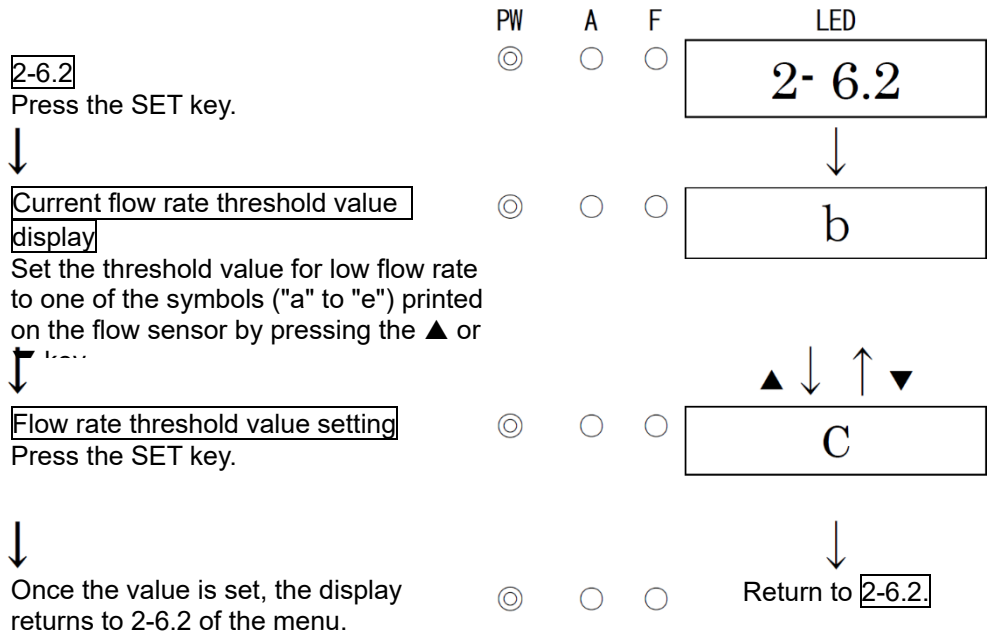 PW A F LED
2-6.2
Press the SET key.
2- 6.2
Current flow rate threshold value
display
Set the threshold value for low flow rate
to one of the symbols ("a" to "e") printed
on the flow sensor by pressing the ▲ or
b
▲ ↓ ↑ ▼
Flow rate threshold value setting
Press the SET key.
C
Once the value is set, the display
returns to 2-6.2 of the menu.
Return to 2-6.2.